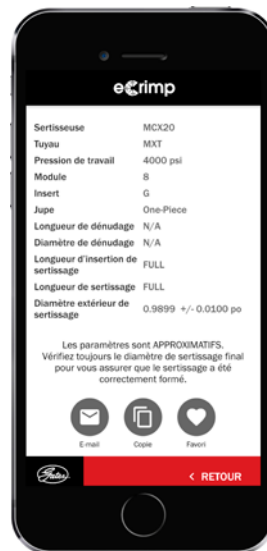 eCrimp
Sertisseuse MCX20
Tuyau MXT
Pression de travail 4000 psi
Module 8
Insert G
Jupe One-Piece
Longueur de dénudage N/A
Diamètre de dénudage N/A
Longueur d'insertion de
sertissage FULL
Longueur de sertissage FULL
Diamètre extérieur de
sertissage 0.9899 +/- 0.0100 po
Les paramètres sont APPROXIMATIFS.
Vérifiez toujours le diamètre de sertissage final
pour vous assurer que le sertissage a été
correctement formé.
E-mail Copie Favori
Gates < RETOUR